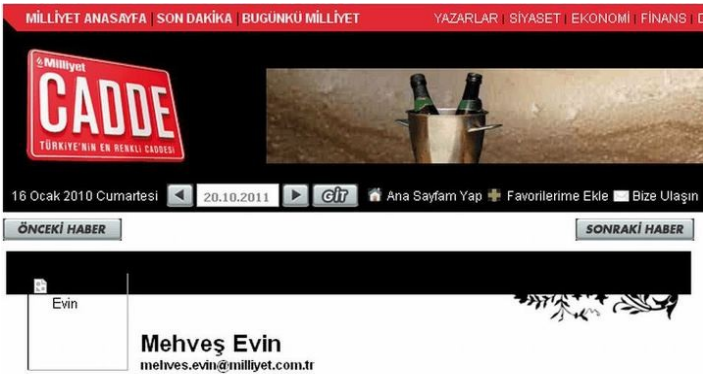 MİLLİYET ANASAYFA | SON DAKİKA | BUGÜNKÜ MİLLİYET YAZARLAR | SİYASET | EKONOMİ | FİNANS |
Milliyet
CADDE
TÜRKİYE'NİN EN RENKLİ CADDESİ
16 Ocak 2010 Cumartesi 20.10.2011 GİT Ana Sayfam Yap Favorilerime Ekle Bize Ulaşın
ÖNCEKİ HABER SONRAKİ HABER
Evin
Mehveş Evin
mehves.evin@milliyet.com.tr